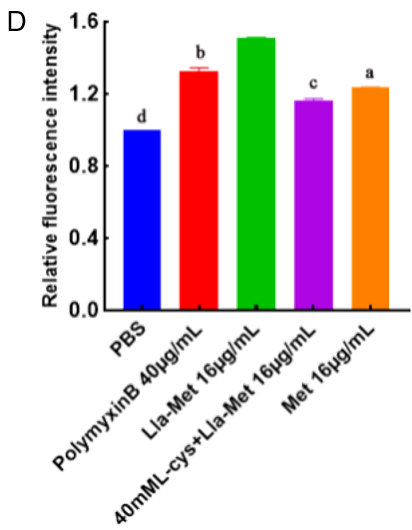 D
Relative fluorescence intensity
1.6
1.2
0.8
0.4
0.0
d
b
c
a
PBS
PolymyxinB 40μg/mL
Lla-Met 16μg/mL
40mML-cys+Lla-Met 16μg/mL
Met 16μg/mL